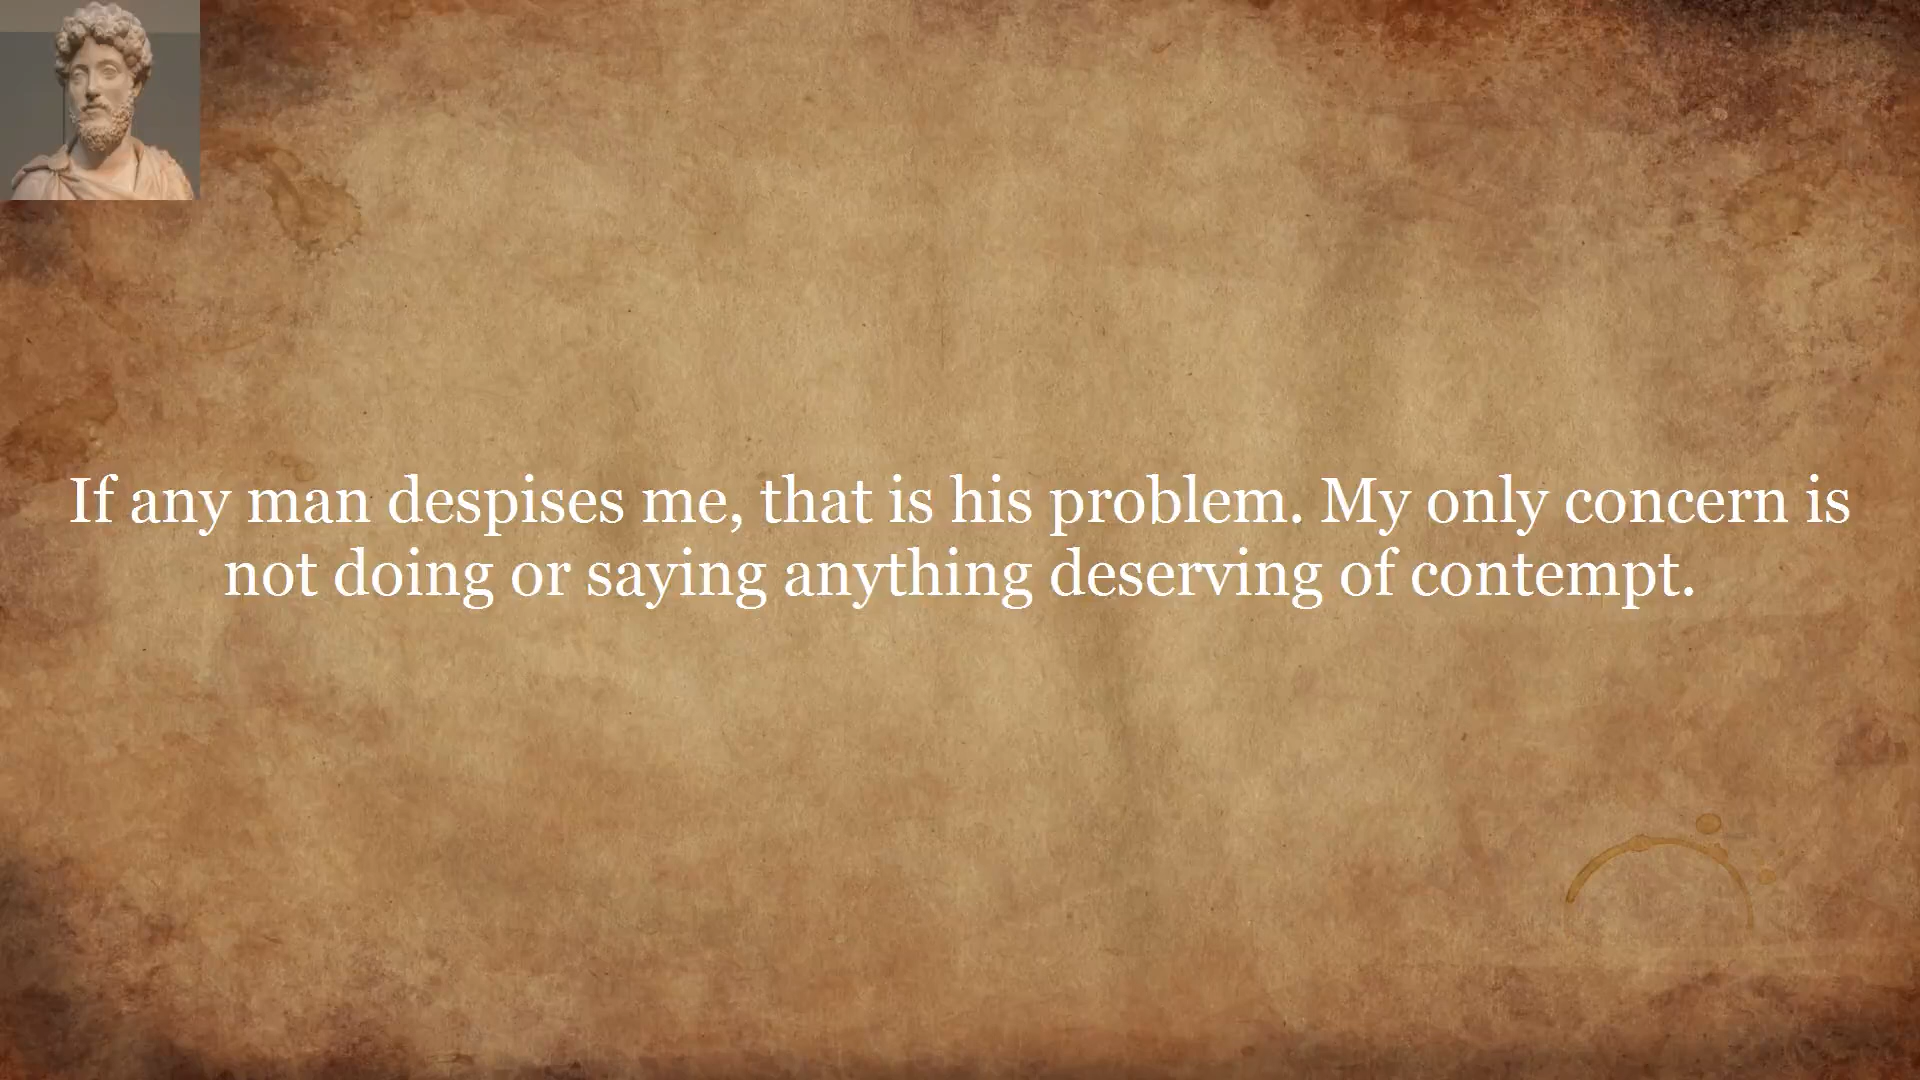 If any man despises me, that is his problem. My only concern is
not doing or saying anything deserving of contempt.